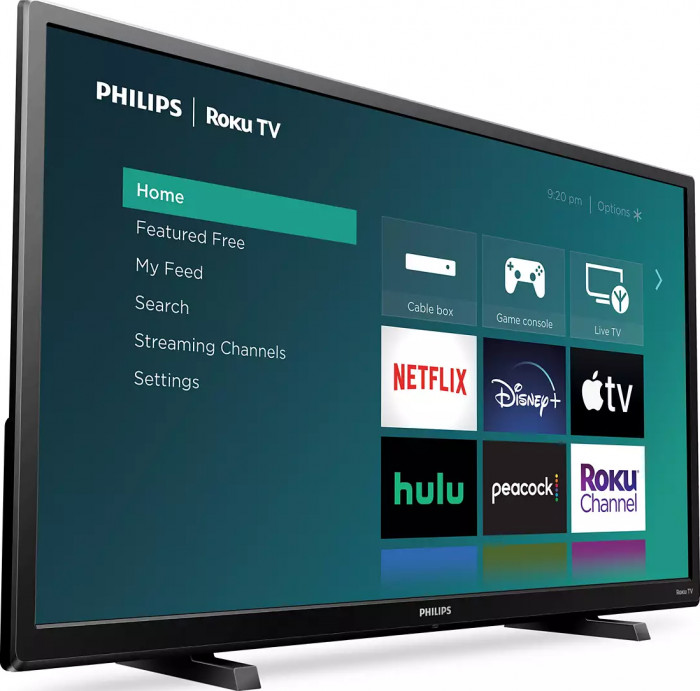 PHILIPS | Roku TV
9:20 pm | Options
Home
Featured Free
My Feed
Search
Streaming Channels
Settings
Cable box
Game console
Live TV
NETFLIX
Disney+
tv
hulu
peacock
Roku
Channel
PHILIPS
Roku TV